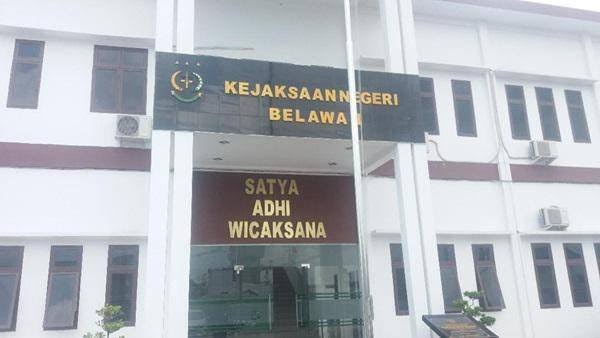 KEJAKSAAN NEGERI
BELAWAN
SATYA
ADHI
WICAKSANA